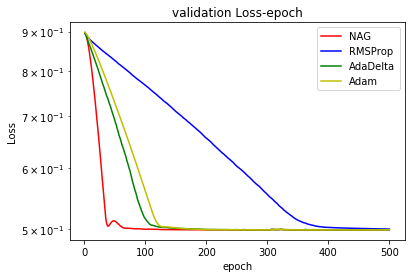 validation Loss-epoch
9 × 10⁻¹
8 × 10⁻¹
7 × 10⁻¹
6 × 10⁻¹
5 × 10⁻¹
Loss
NAG
RMSProp
AdaDelta
Adam
0 100 200 300 400 500
epoch